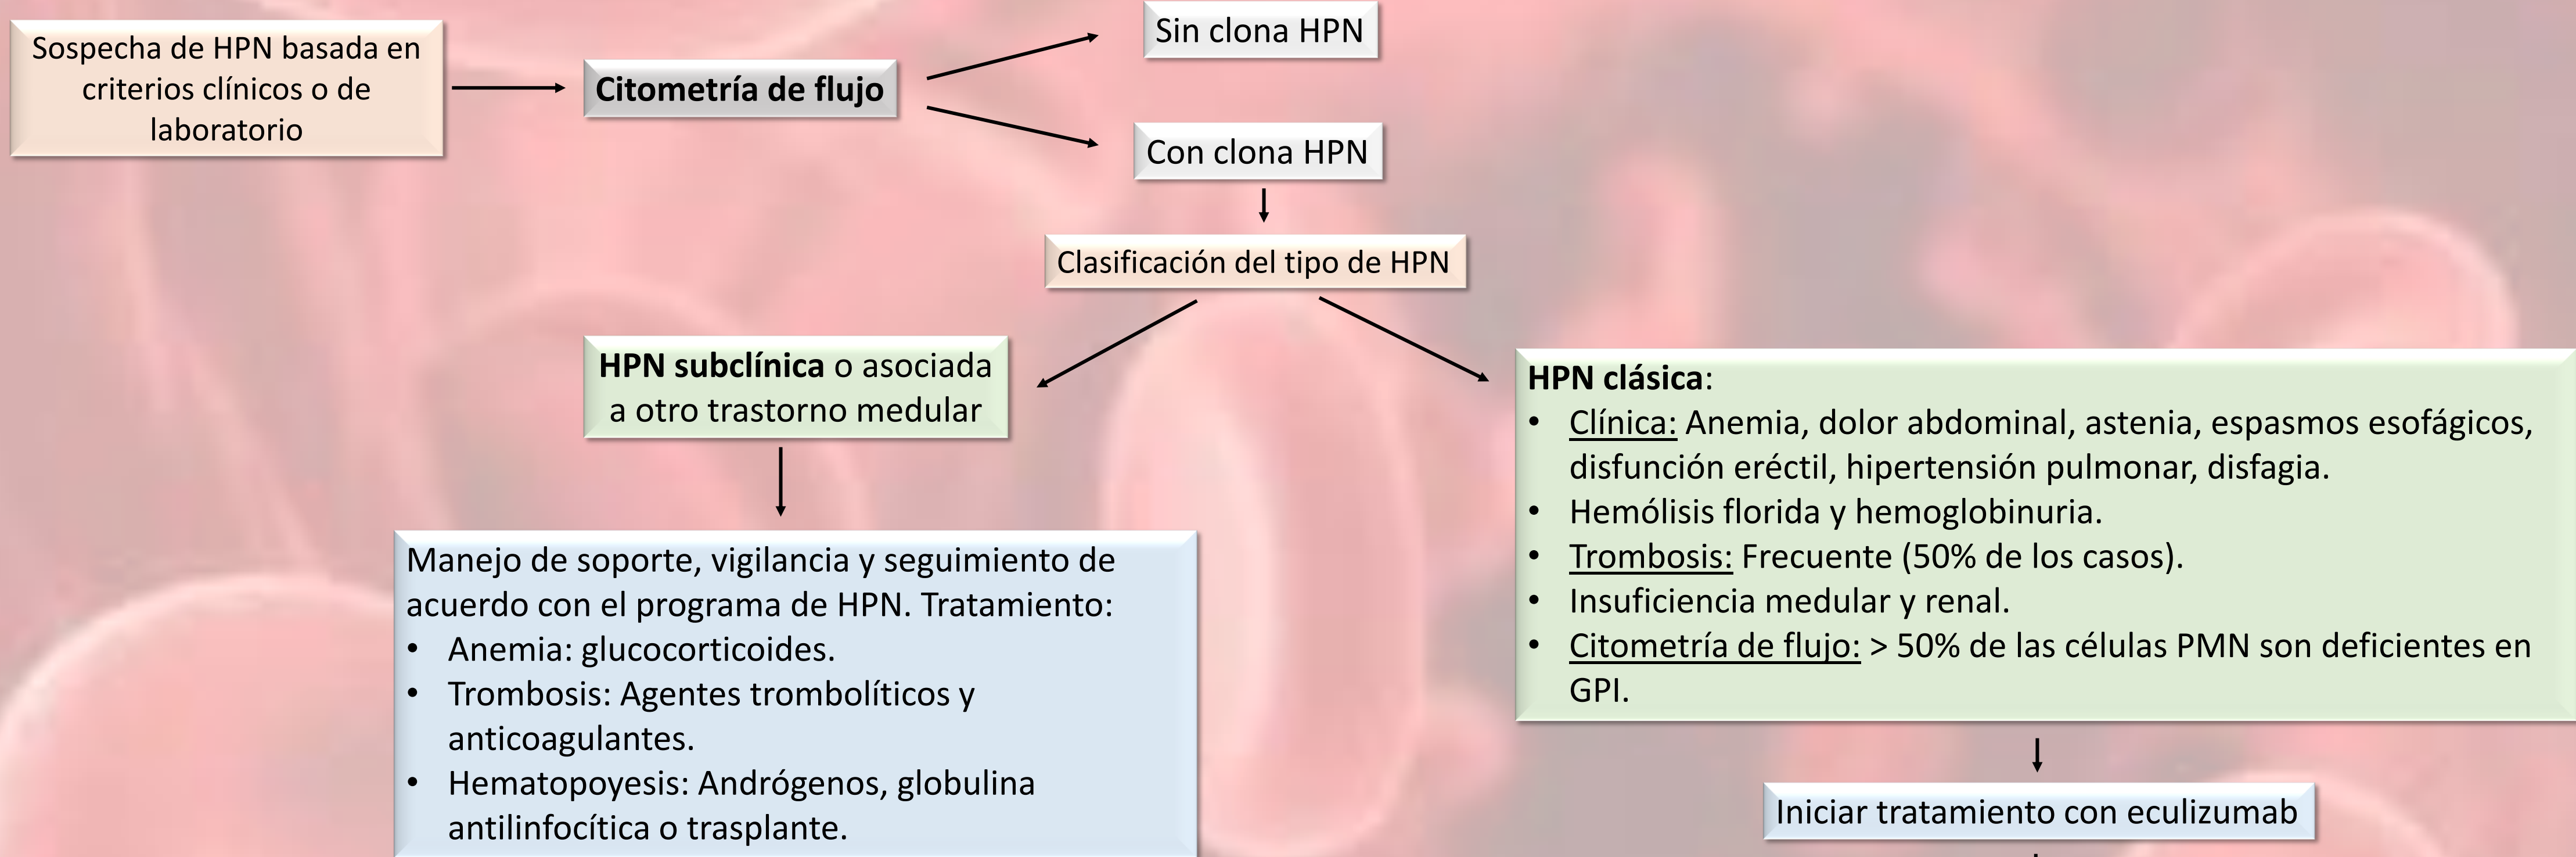 Sospecha de HPN basada en
criterios clínicos o de
laboratorio
Citometría de flujo
Sin clona HPN
Con clona HPN
Clasificación del tipo de HPN
HPN subclínica o asociada
a otro trastorno medular
Manejo de soporte, vigilancia y seguimiento de
acuerdo con el programa de HPN. Tratamiento:
• Anemia: glucocorticoides.
• Trombosis: Agentes trombolíticos y
anticoagulantes.
• Hematopoyesis: Andrógenos, globulina
antilinfocítica o trasplante.
HPN clásica:
• Clínica: Anemia, dolor abdominal, astenia, espasmos esofágicos,
disfunción eréctil, hipertensión pulmonar, disfagia.
• Hemólisis florida y hemoglobinuria.
• Trombosis: Frecuente (50% de los casos).
• Insuficiencia medular y renal.
• Citometría de flujo: > 50% de las células PMN son deficientes en
GPI.
Iniciar tratamiento con eculizumab